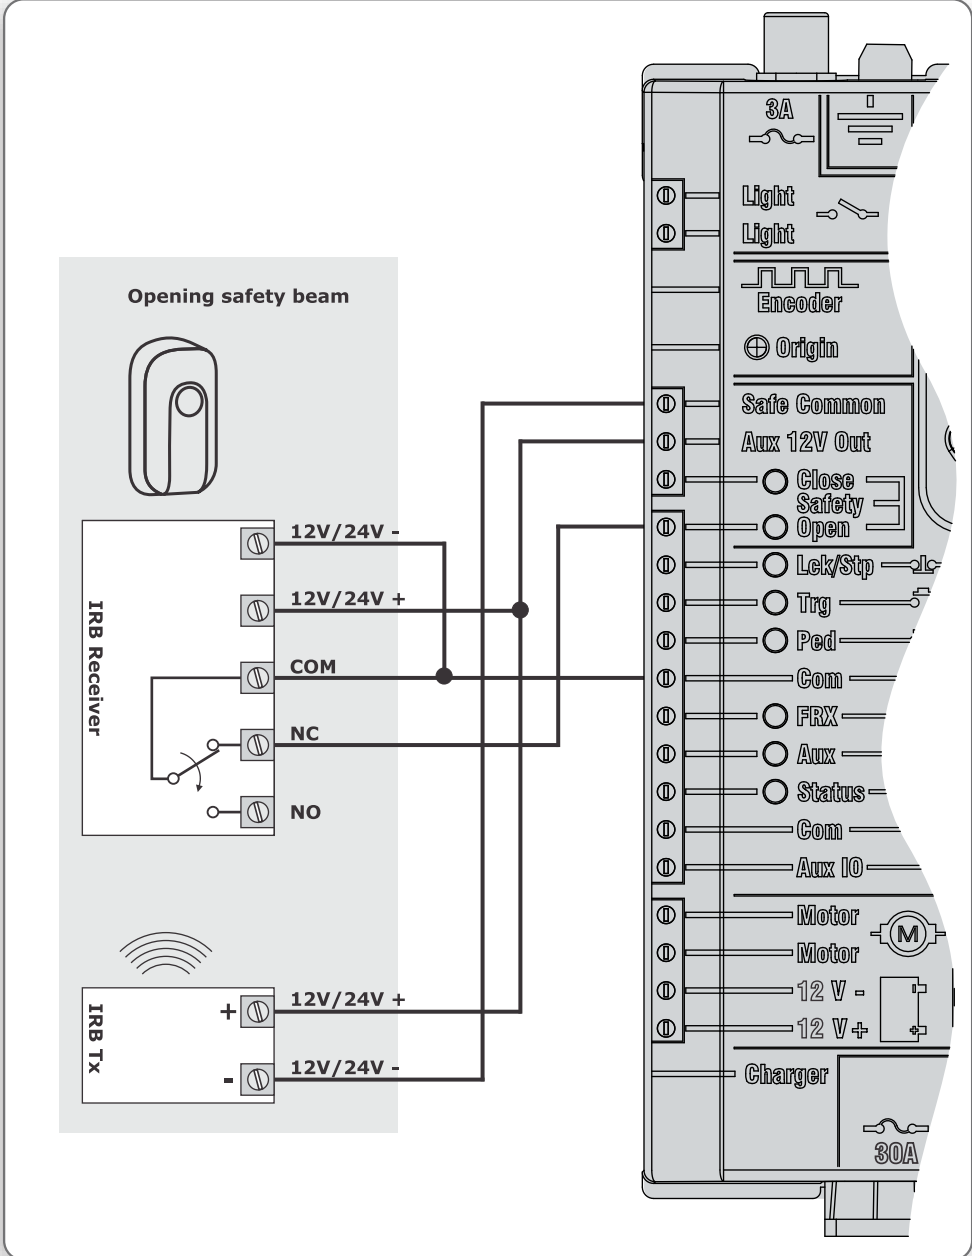 Opening safety beam
IRB Receiver
12V/24V -
12V/24V +
COM
NC
NO
IRB Tx
+
12V/24V +
-
12V/24V -
3A
Light
Light
Encoder
Origin
Safe Common
Aux 12V Out
Close
Safety
Open
Lck/Stp
Trg
Ped
Com
FRX
Aux
Status
Com
Aux IO
Motor
M
Motor
12 V -
12 V +
+
Charger
30A